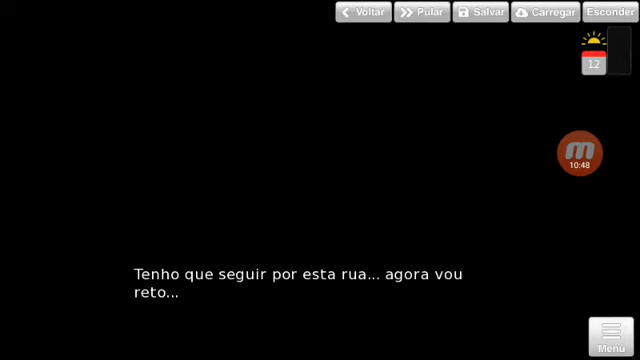 Voltar
Pular
Salvar
Carregar
Esconder
12
10:48
Tenho que seguir por esta rua... agora vou
reto...
Menu